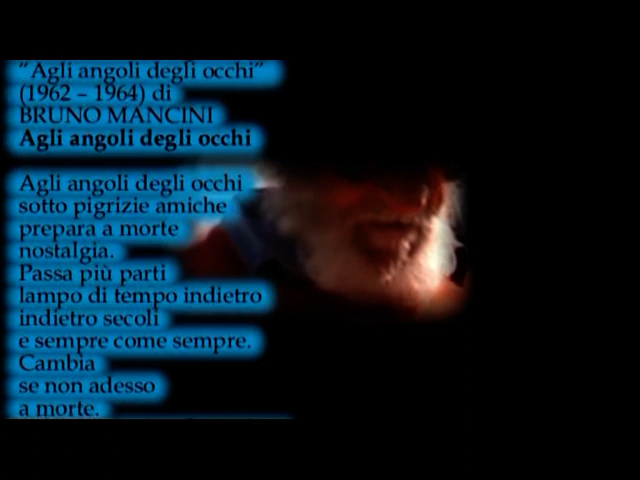 "Agli angoli degli occhi"
(1962 – 1964) di
BRUNO MANCINI
Agli angoli degli occhi
Agli angoli degli occhi
sotto pigrizie amiche
prepara a morte
nostalgia.
Passa più parti
lampo di tempo indietro
indietro secoli
e sempre come sempre.
Cambia
se non adesso
a morte.